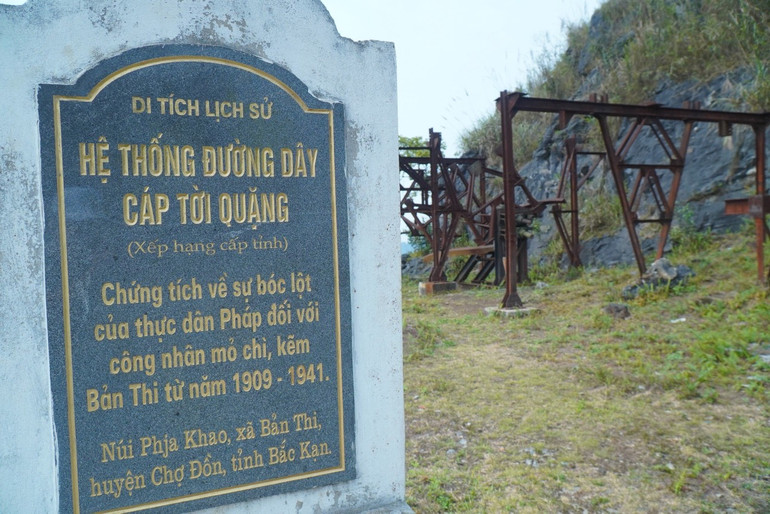 DI TÍCH LỊCH SỬ
HỆ THỐNG ĐƯỜNG DÂY
CÁP TỜI QUẶNG
(Xếp hạng cấp tỉnh)
Chứng tích về sự bóc lột
của thực dân Pháp đối với
công nhân mỏ chì, kẽm
Bản Thi từ năm 1909 - 1941.
Núi Phja Khao, xã Bản Thi,
huyện Chợ Đồn, tỉnh Bắc Kạn.